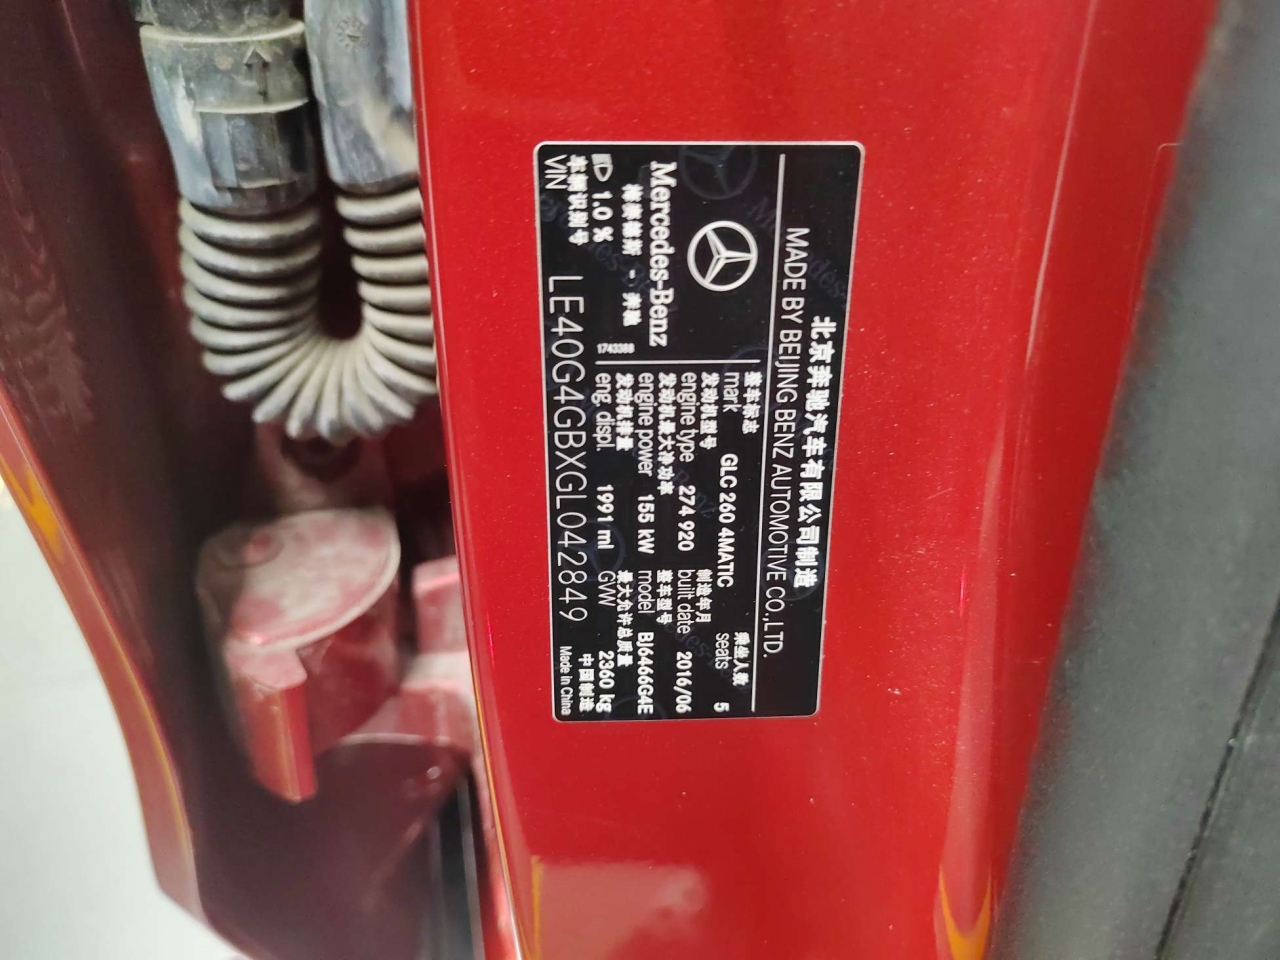 北京奔驰汽车有限公司制造
MADE BY BEIJING BENZ AUTOMOTIVE CO.,LTD.
Mercedes-Benz
梅赛德斯 - 奔驰
1.0 %
1743388
整车标志 乘坐人数
mark GLC 260 4MATIC seats 5
发动机型号 制造年月
engine type 274 920 built date 2016/06
发动机最大净功率 整车型号
engine power 155 kW model BJ6466G4E
发动机排量 最大允许总质量
eng. displ. 1991 ml GVW 2360 kg
车辆识别号 中国制造
VIN LE40G4GBXGL042849 Made in China